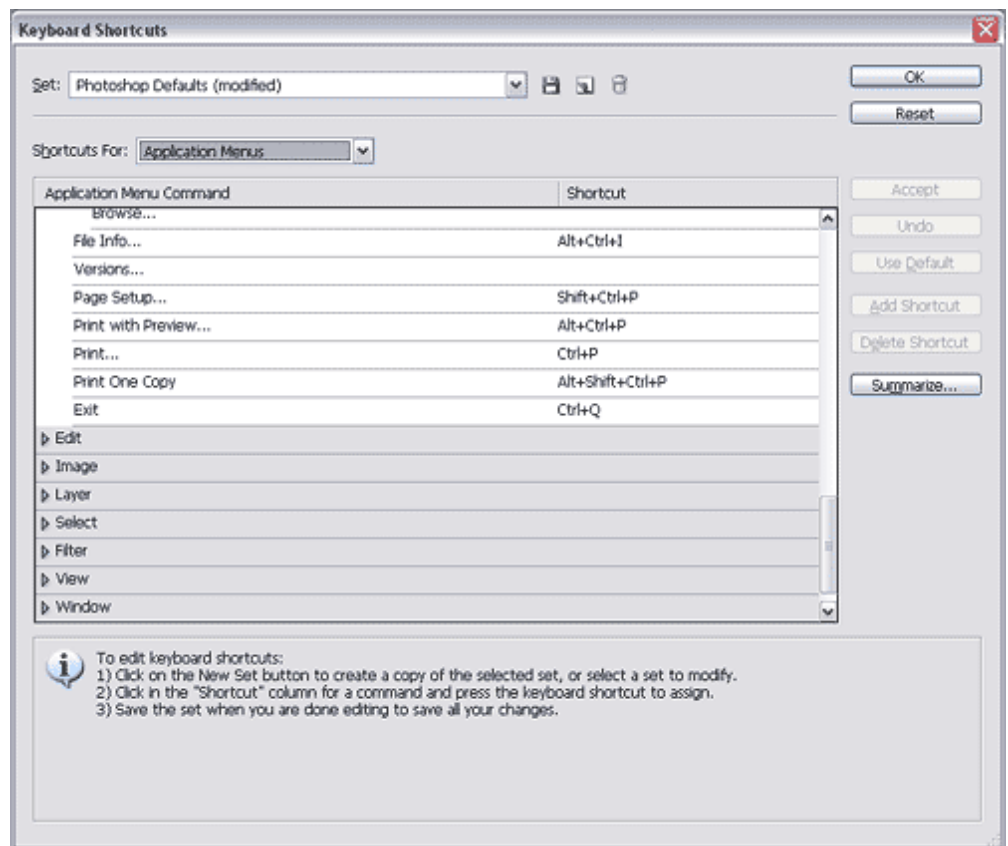 Keyboard Shortcuts
Set: Photoshop Defaults (modified)
OK
Reset
Shortcuts For: Application Menus
Application Menu Command Shortcut
Browse...
File Info... Alt+Ctrl+I
Versions...
Page Setup... Shift+Ctrl+P
Print with Preview... Alt+Ctrl+P
Print... Ctrl+P
Print One Copy Alt+Shift+Ctrl+P
Exit Ctrl+Q
Edit
Image
Layer
Select
Filter
View
Window
Accept
Undo
Use Default
Add Shortcut
Delete Shortcut
Summarize...
To edit keyboard shortcuts:
1) Click on the New Set button to create a copy of the selected set, or select a set to modify.
2) Click in the "Shortcut" column for a command and press the keyboard shortcut to assign.
3) Save the set when you are done editing to save all your changes.